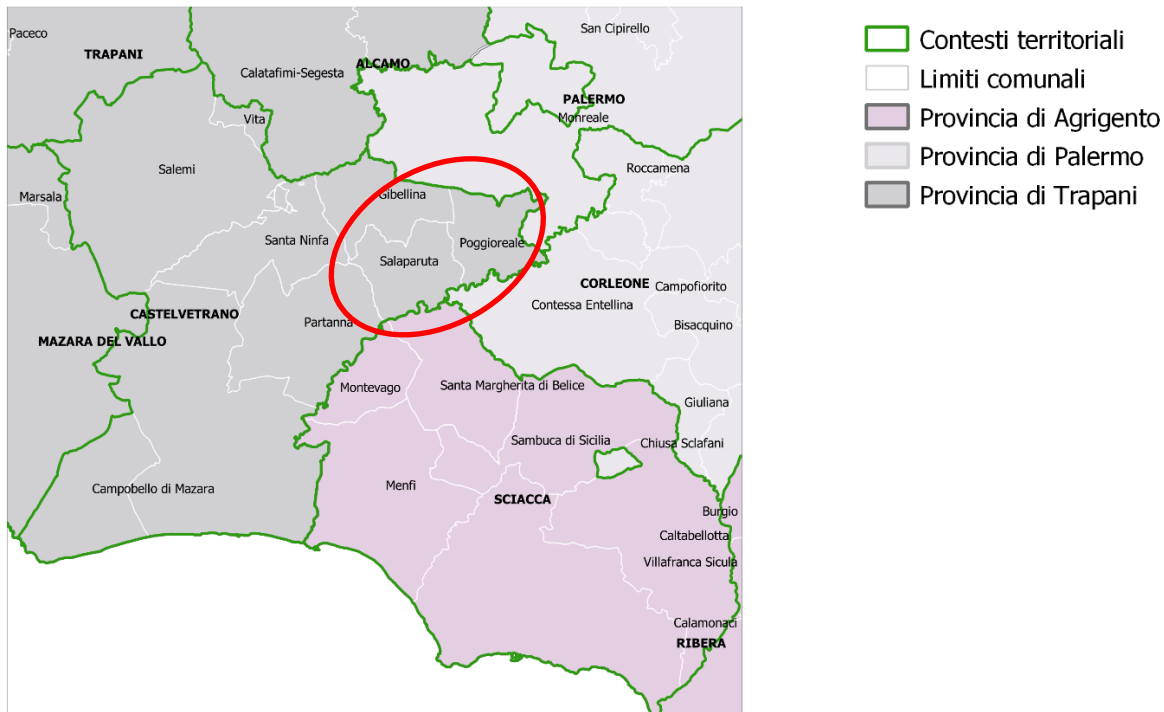 San Cipirello
Paceco
TRAPANI
ALCAMO
Calatafimi-Segesta
PALERMO
Monreale
Vita
Salemi
Roccamena
Marsala
Gibellina
Santa Ninfa
Poggioreale
Salaparuta
CORLEONE
Campofiorito
Contessa Entellina
CASTELVETRANO
Partanna
Bisacquino
MAZARA DEL VALLO
Montevago
Santa Margherita di Belice
Giuliana
Sambuca di Sicilia
Chiusa Sclafani
Campobello di Mazara
Menfi
SCIACCA
Burgio
Caltabellotta
Villafranca Sicula
Calamonaci
RIBERA
Contesti territoriali
Limiti comunali
Provincia di Agrigento
Provincia di Palermo
Provincia di Trapani